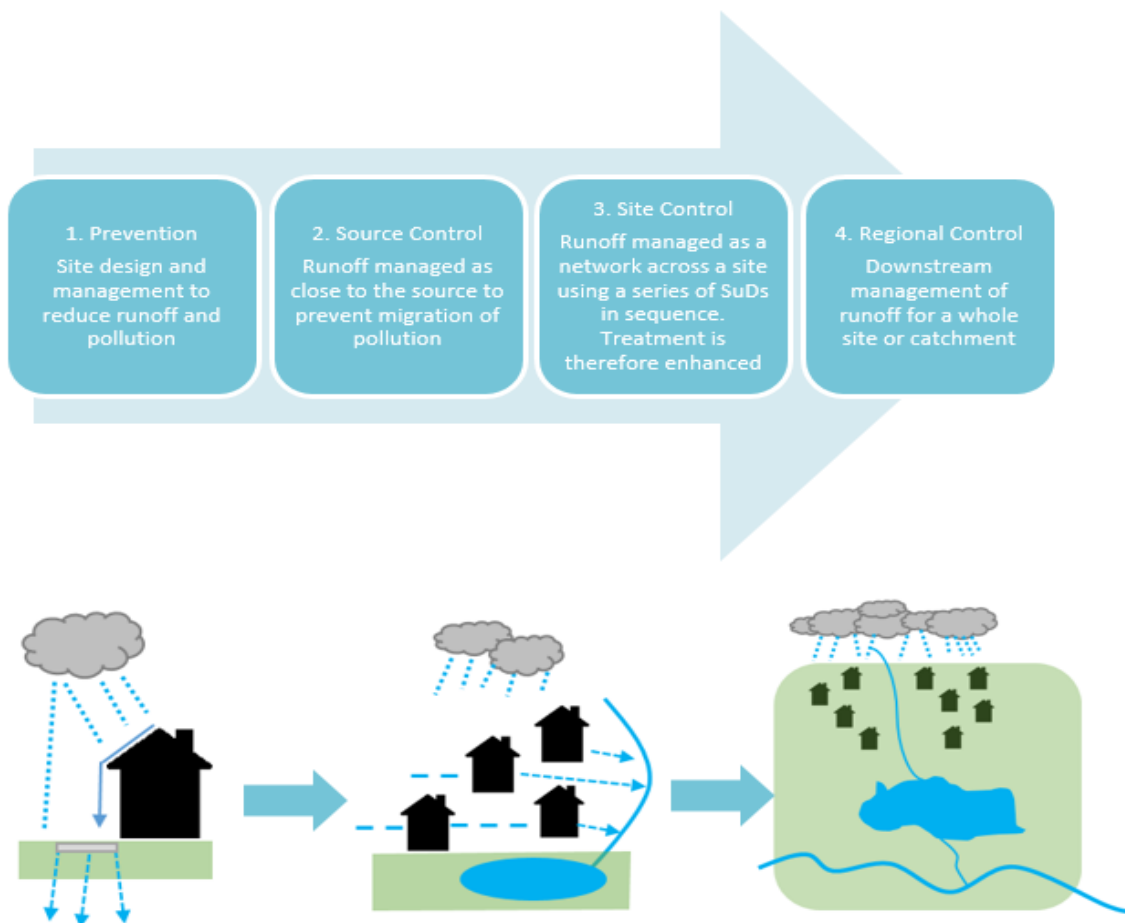 1. Prevention
Site design and
management to
reduce runoff and
pollution
2. Source Control
Runoff managed as
close to the source to
prevent migration of
pollution
3. Site Control
Runoff managed as a
network across a site
using a series of SuDs
in sequence.
Treatment is
therefore enhanced
4. Regional Control
Downstream
management of
runoff for a whole
site or catchment